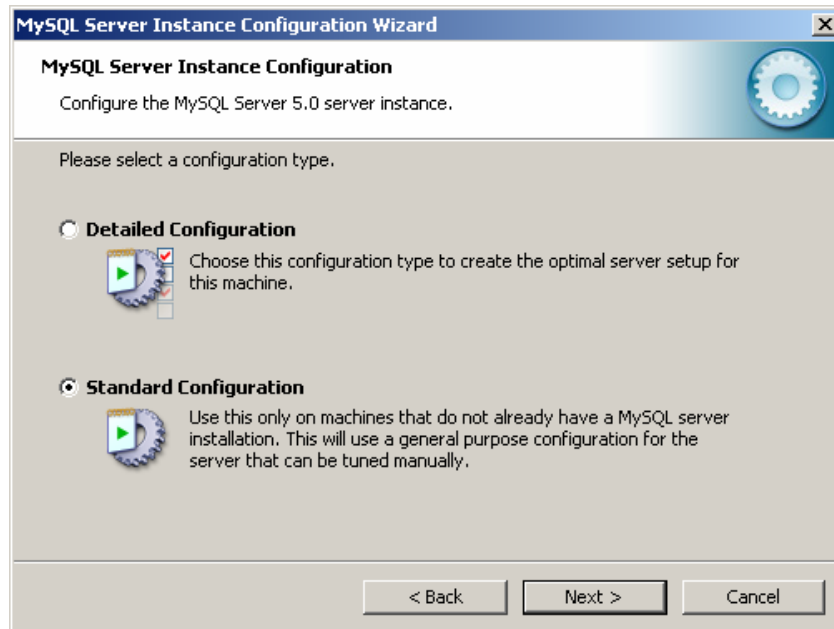 MySQL Server Instance Configuration Wizard
MySQL Server Instance Configuration
Configure the MySQL Server 5.0 server instance.
Please select a configuration type.
Detailed Configuration
Choose this configuration type to create the optimal server setup for
this machine.
Standard Configuration
Use this only on machines that do not already have a MySQL server
installation. This will use a general purpose configuration for the
server that can be tuned manually.
< Back Next > Cancel